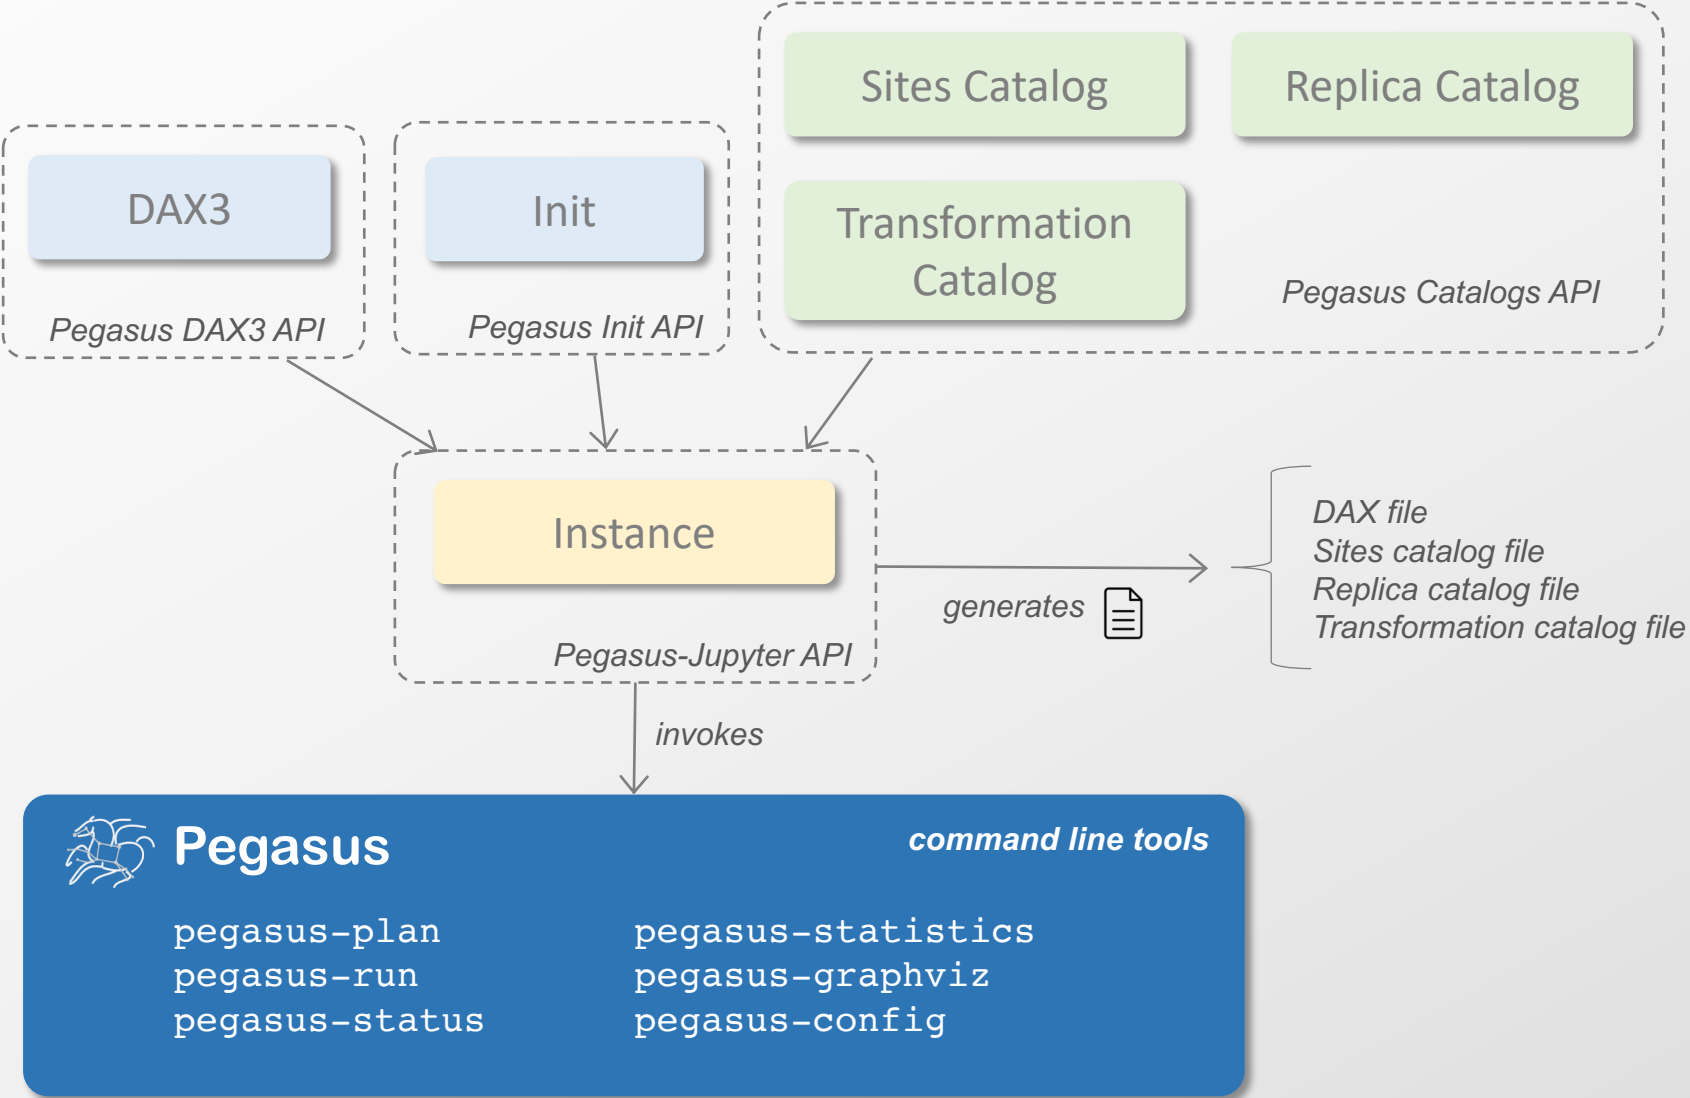 Sites Catalog
Replica Catalog
DAX3
Init
Transformation
Catalog
Pegasus Catalogs API
Pegasus DAX3 API
Pegasus Init API
Instance
Pegasus-Jupyter API
generates
DAX file
Sites catalog file
Replica catalog file
Transformation catalog file
invokes
Pegasus
command line tools
pegasus-plan
pegasus-run
pegasus-status
pegasus-statistics
pegasus-graphviz
pegasus-config